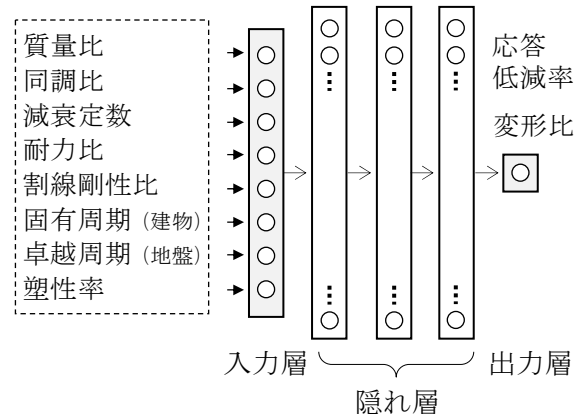 質量比
同調比
減衰定数
耐力比
割線剛性比
固有周期（建物）
卓越周期（地盤）
塑性率
応答
低減率
変形比
入力層
隠れ層
出力層